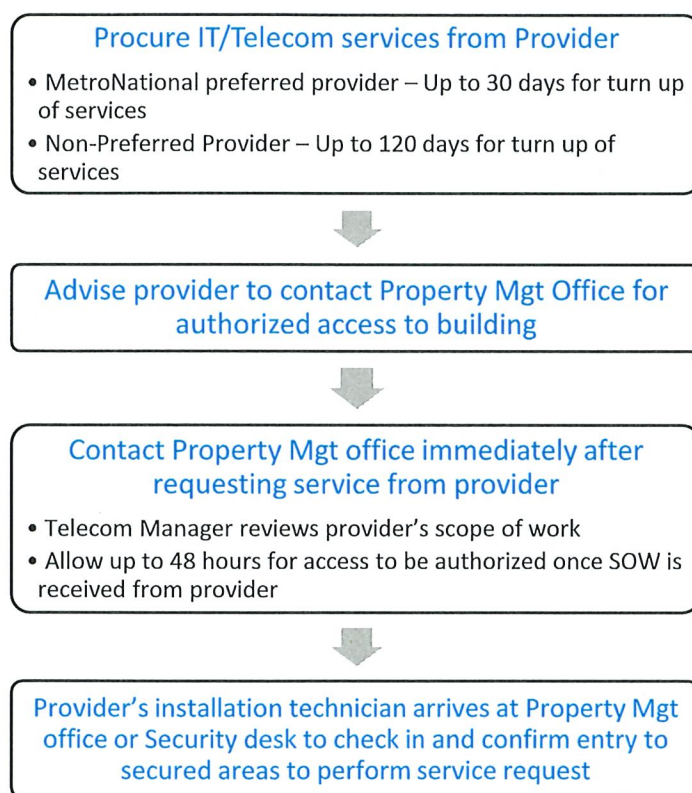 Procure IT/Telecom services from Provider
• MetroNational preferred provider – Up to 30 days for turn up
of services
• Non-Preferred Provider – Up to 120 days for turn up of
services
Advise provider to contact Property Mgt Office for
authorized access to building
Contact Property Mgt office immediately after
requesting service from provider
• Telecom Manager reviews provider's scope of work
• Allow up to 48 hours for access to be authorized once SOW is
received from provider
Provider's installation technician arrives at Property Mgt
office or Security desk to check in and confirm entry to
secured areas to perform service request